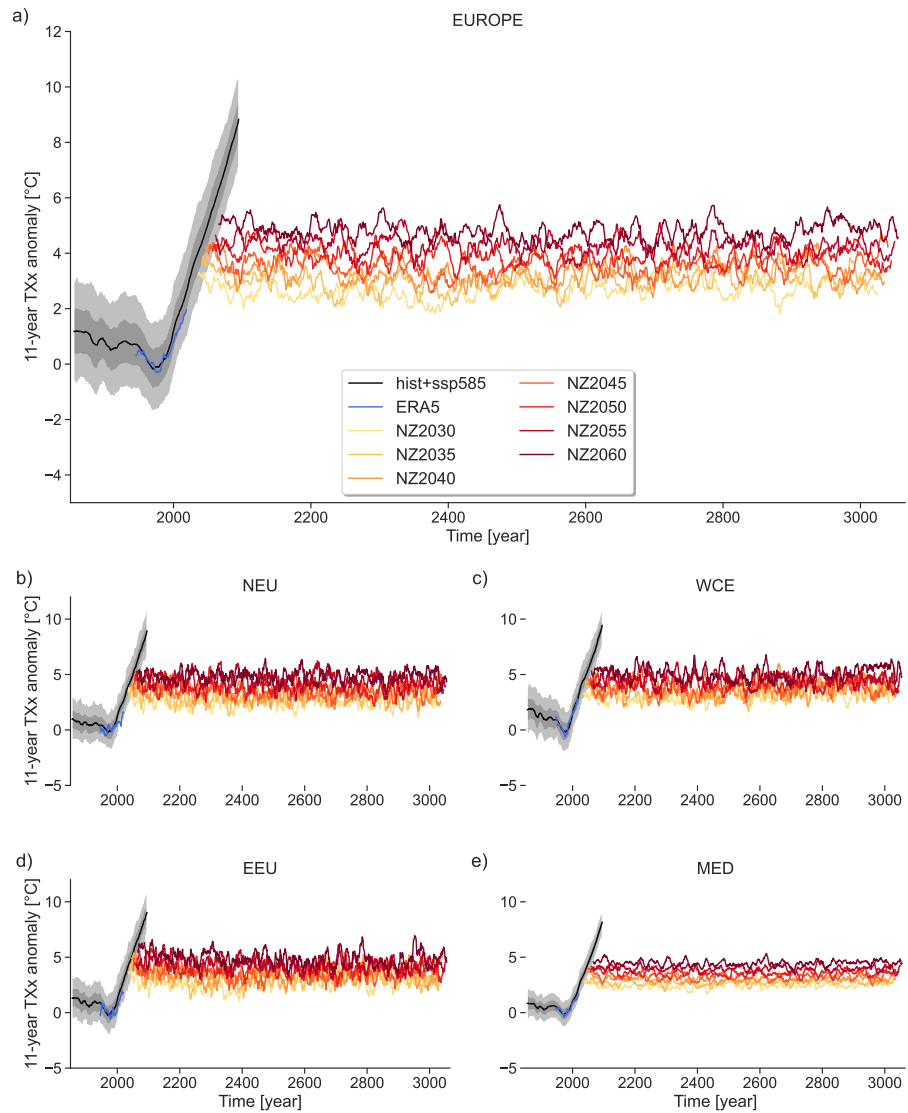 a)
EUROPE
12
10
8
6
4
2
0
−2
−4
11-year TXx anomaly [°C]
hist+ssp585
ERA5
NZ2030
NZ2035
NZ2040
NZ2045
NZ2050
NZ2055
NZ2060
2000 2200 2400 2600 2800 3000
Time [year]
b)
NEU
10
5
0
−5
11-year TXx anomaly [°C]
2000 2200 2400 2600 2800 3000
c)
WCE
10
5
0
−5
2000 2200 2400 2600 2800 3000
d)
EEU
10
5
0
−5
11-year TXx anomaly [°C]
2000 2200 2400 2600 2800 3000
Time [year]
e)
MED
10
5
0
−5
2000 2200 2400 2600 2800 3000
Time [year]